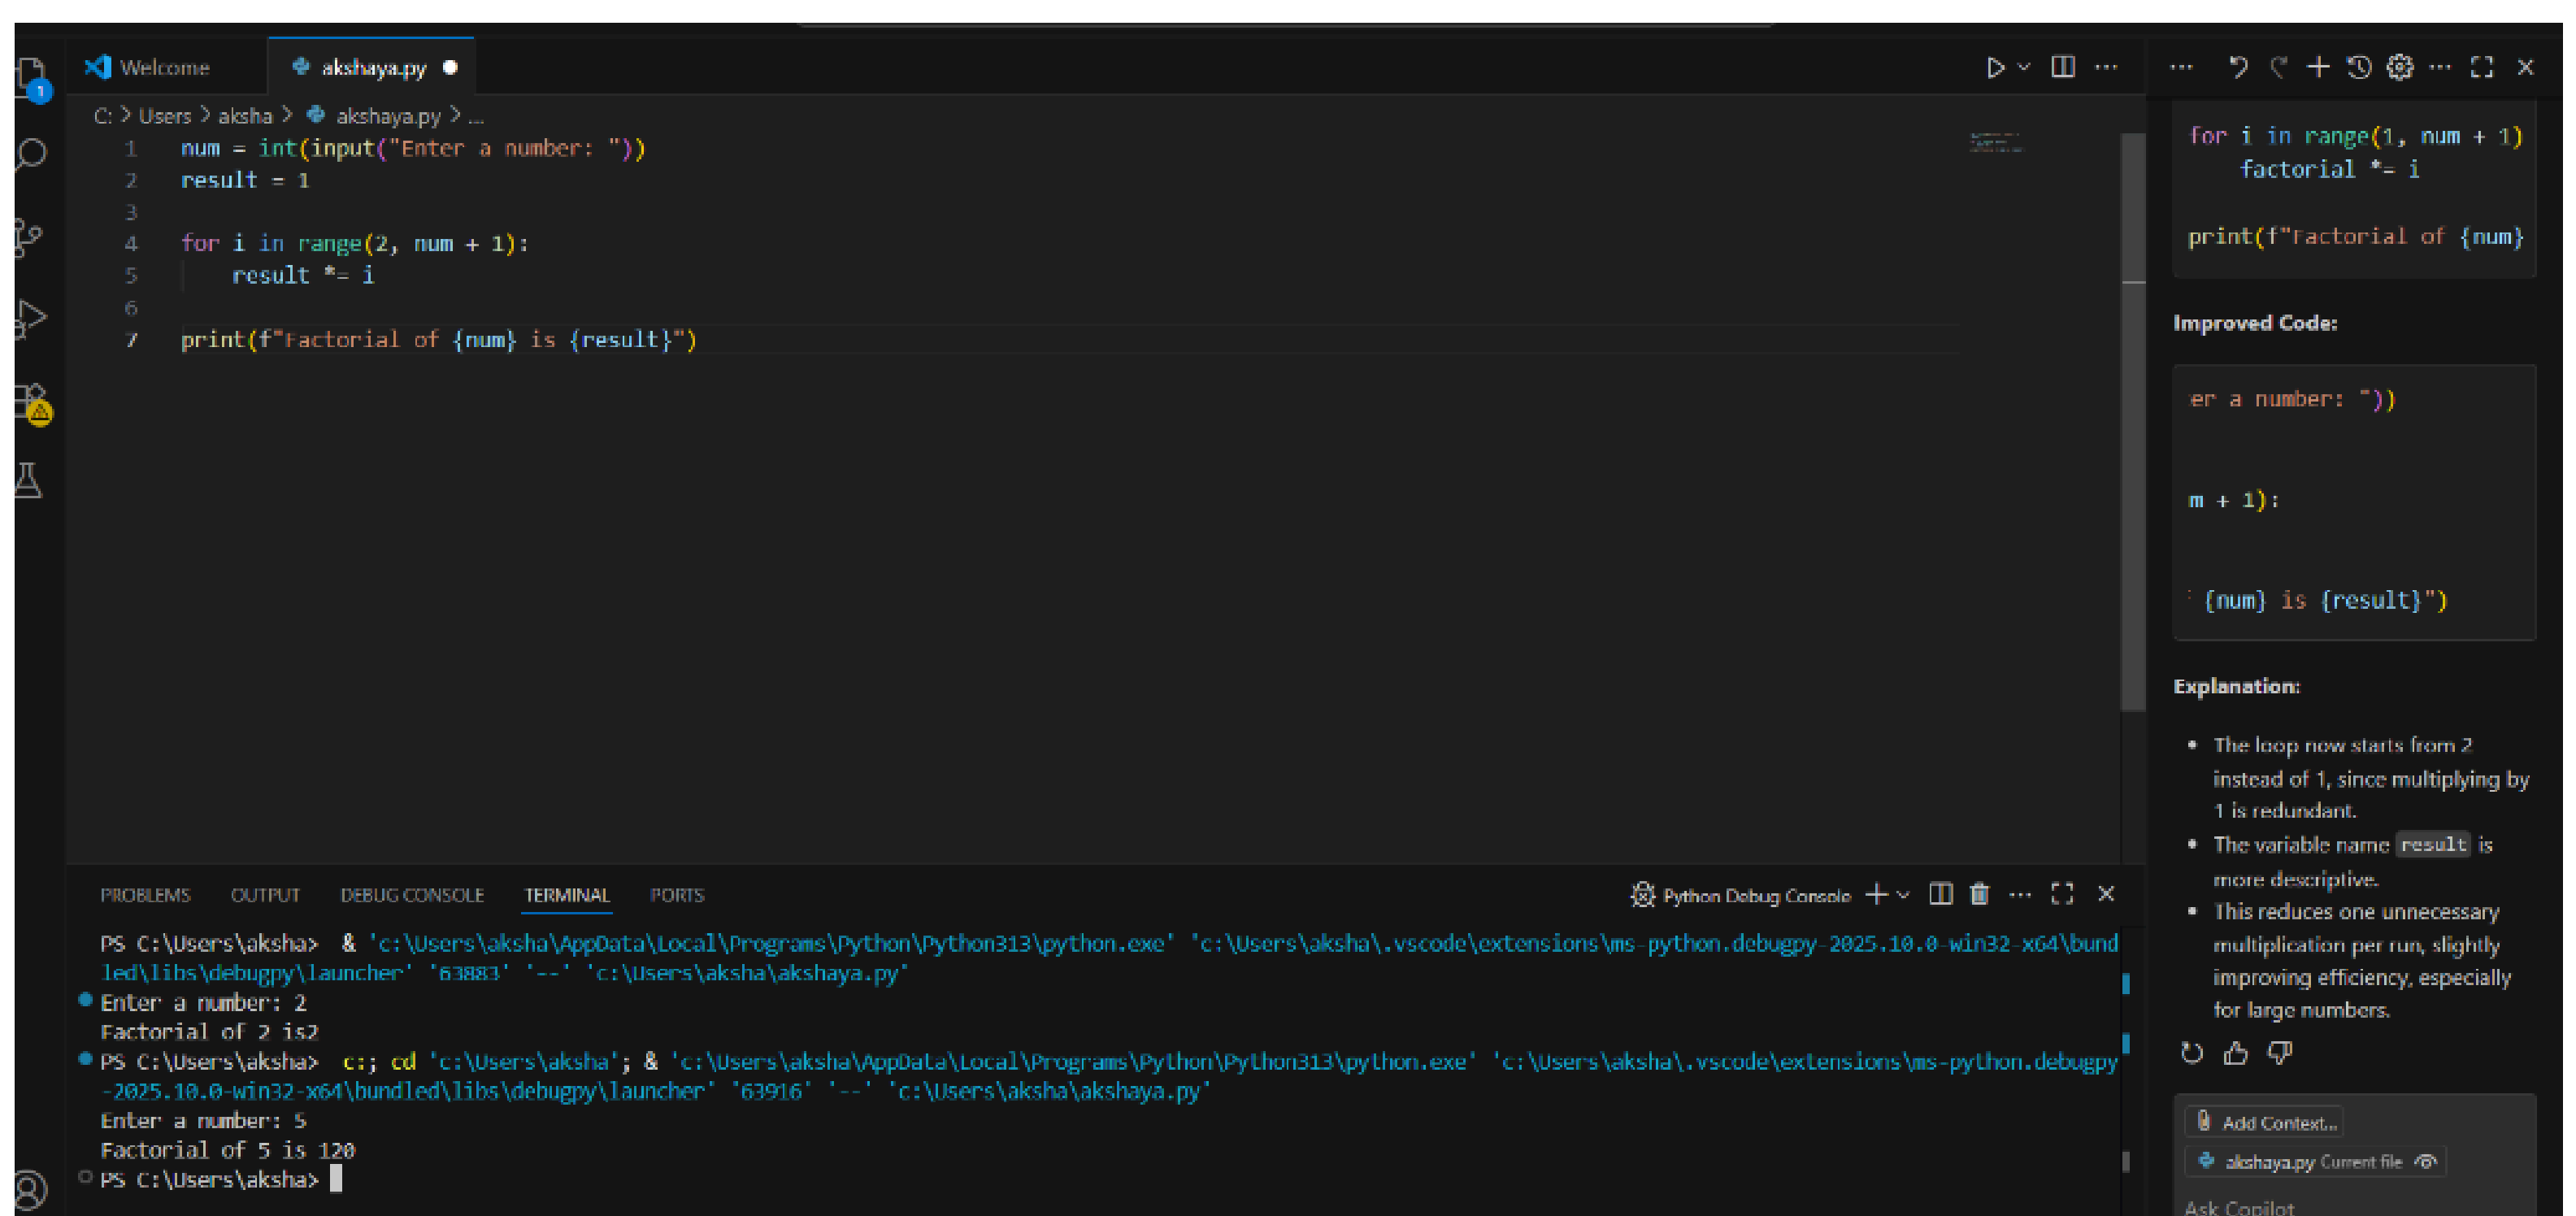 Welcome
akshaya.py
C: > Users > aksha > akshaya.py > ...
1 num = int(input("Enter a number: "))
2 result = 1
3
4 for i in range(2, num + 1):
5 result *= i
6
7 print(f"Factorial of {num} is {result}")
PROBLEMS OUTPUT DEBUG CONSOLE TERMINAL PORTS
Python Debug Console
PS C:\Users\aksha> & 'c:\Users\aksha\AppData\Local\Programs\Python\Python313\python.exe' 'c:\Users\aksha\.vscode\extensions\ms-python.debugpy-2025.10.0-win32-x64\bund
led\libs\debugpy\launcher' '63883' '--' 'c:\Users\aksha\akshaya.py'
Enter a number: 2
Factorial of 2 is2
PS C:\Users\aksha> c:; cd 'c:\Users\aksha'; & 'c:\Users\aksha\AppData\Local\Programs\Python\Python313\python.exe' 'c:\Users\aksha\.vscode\extensions\ms-python.debugpy
-2025.10.0-win32-x64\bundled\libs\debugpy\launcher' '63916' '--' 'c:\Users\aksha\akshaya.py'
Enter a number: 5
Factorial of 5 is 120
PS C:\Users\aksha>
for i in range(1, num + 1)
factorial *= i
print(f"Factorial of {num}
Improved Code:
er a number: "))
m + 1):
{num} is {result}")
Explanation:
• The loop now starts from 2
instead of 1, since multiplying by
1 is redundant.
• The variable name result is
more descriptive.
• This reduces one unnecessary
multiplication per run, slightly
improving efficiency, especially
for large numbers.
Add Context...
akshaya.py Current file
Ask Copilot
1